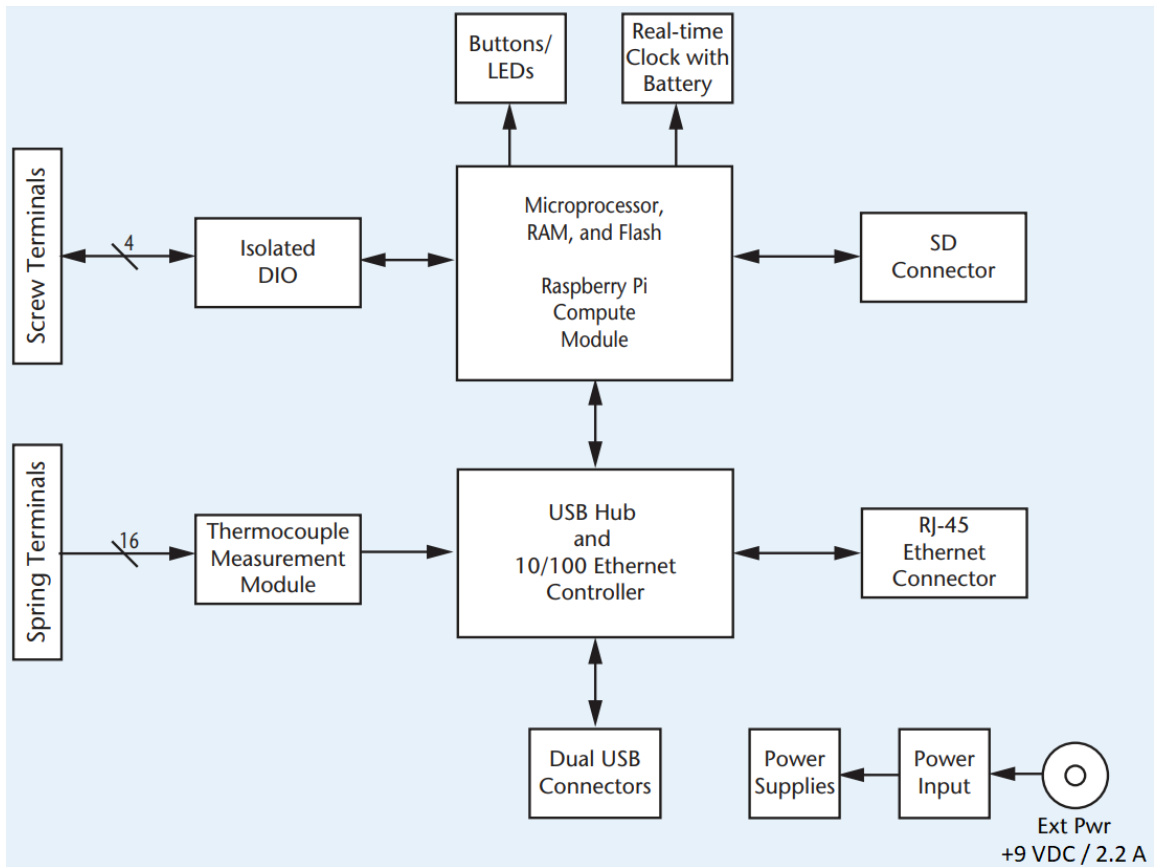 Buttons/
LEDs
Real-time
Clock with
Battery
Screw Terminals
4
Isolated
DIO
Microprocessor,
RAM, and Flash
Raspberry Pi
Compute
Module
SD
Connector
Spring Terminals
16
Thermocouple
Measurement
Module
USB Hub
and
10/100 Ethernet
Controller
RJ-45
Ethernet
Connector
Dual USB
Connectors
Power
Supplies
Power
Input
Ext Pwr
+9 VDC / 2.2 A